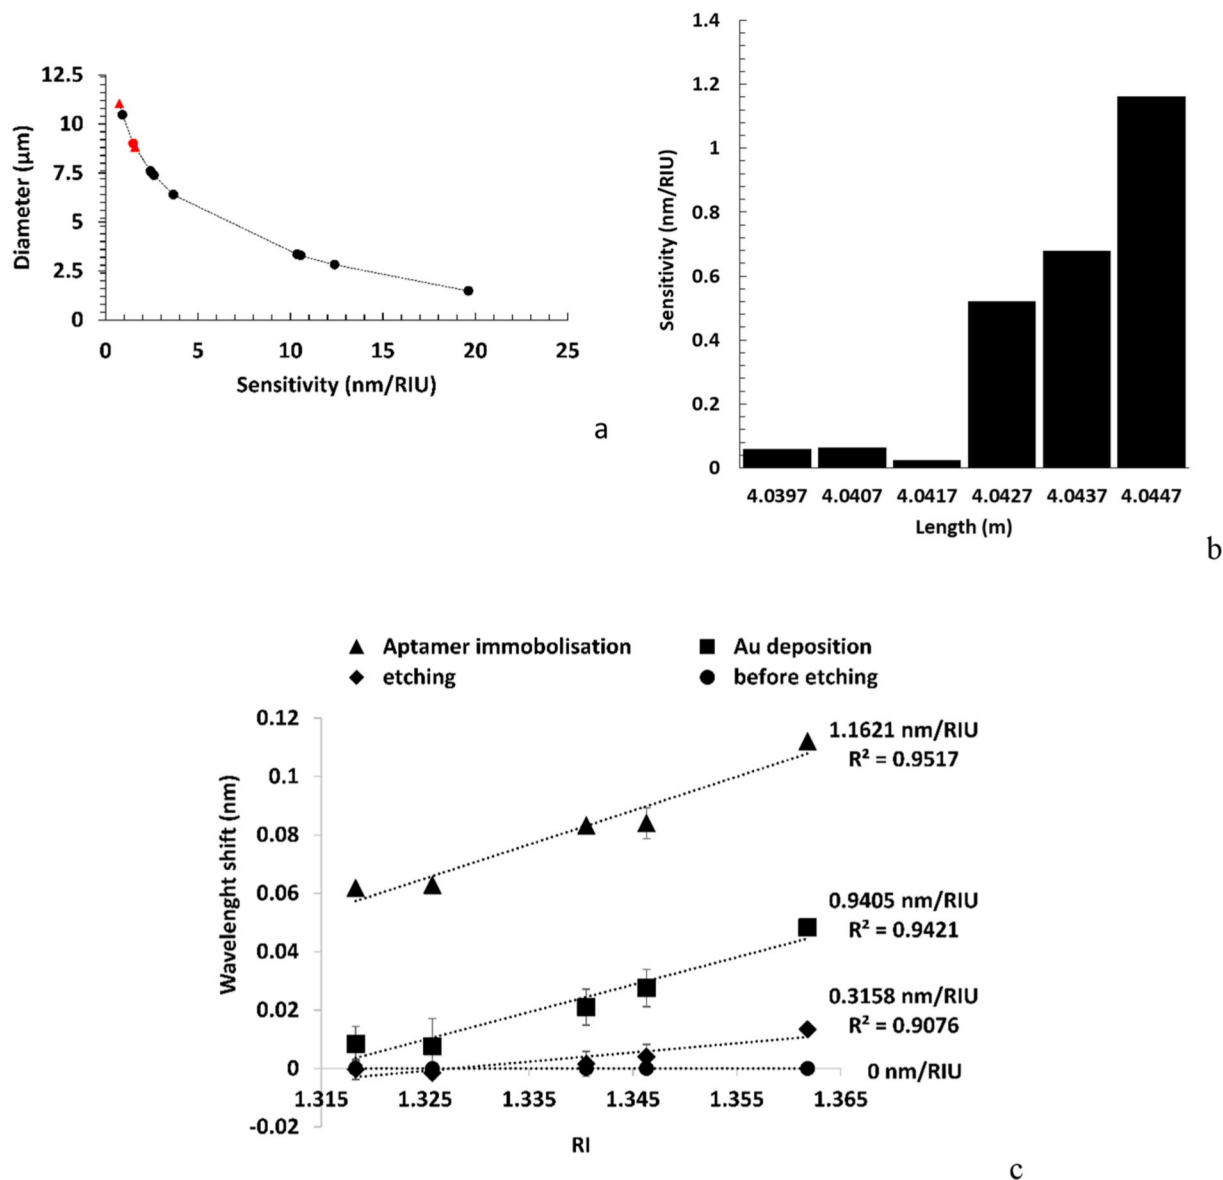 12.5
10
7.5
5
2.5
0
Diameter (µm)
0 5 10 15 20 25
Sensitivity (nm/RIU)
a
1.4
1.2
1
0.8
0.6
0.4
0.2
0
Sensitivity (nm/RIU)
4.0397 4.0407 4.0417 4.0427 4.0437 4.0447
Length (m)
b
Aptamer immobolisation
Au deposition
etching
before etching
0.12
0.1
0.08
0.06
0.04
0.02
0
-0.02
Wavelenght shift (nm)
1.1621 nm/RIU
R² = 0.9517
0.9405 nm/RIU
R² = 0.9421
0.3158 nm/RIU
R² = 0.9076
0 nm/RIU
1.315 1.325 1.335 1.345 1.355 1.365
RI
c